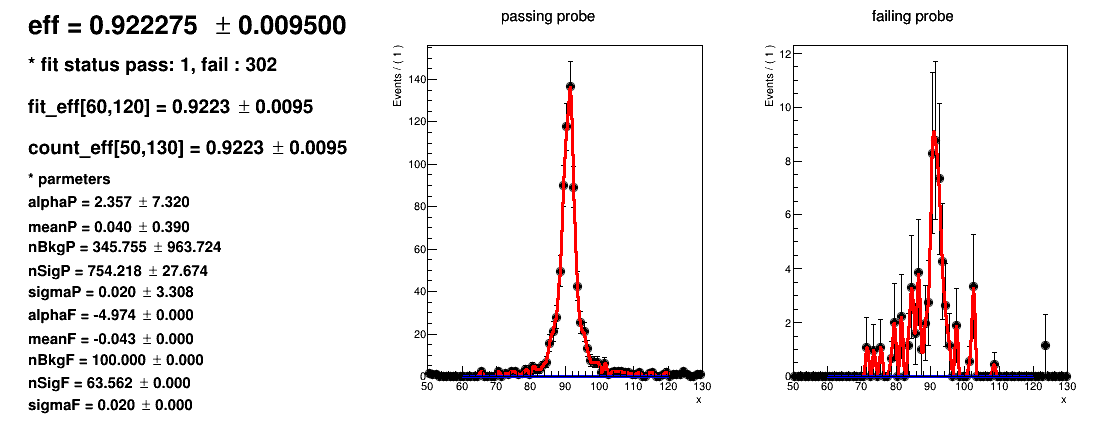 eff = 0.922275 ± 0.009500
* fit status pass: 1, fail : 302
fit_eff[60,120] = 0.9223 ± 0.0095
count_eff[50,130] = 0.9223 ± 0.0095
* parmeters
alphaP = 2.357 ± 7.320
meanP = 0.040 ± 0.390
nBkgP = 345.755 ± 963.724
nSigP = 754.218 ± 27.674
sigmaP = 0.020 ± 3.308
alphaF = -4.974 ± 0.000
meanF = -0.043 ± 0.000
nBkgF = 100.000 ± 0.000
nSigF = 63.562 ± 0.000
sigmaF = 0.020 ± 0.000
passing probe
Events / ( 1 )
140
120
100
80
60
40
20
0
50 60 70 80 90 100 110 120 130
x
failing probe
Events / ( 1 )
12
10
8
6
4
2
0
50 60 70 80 90 100 110 120 130
x